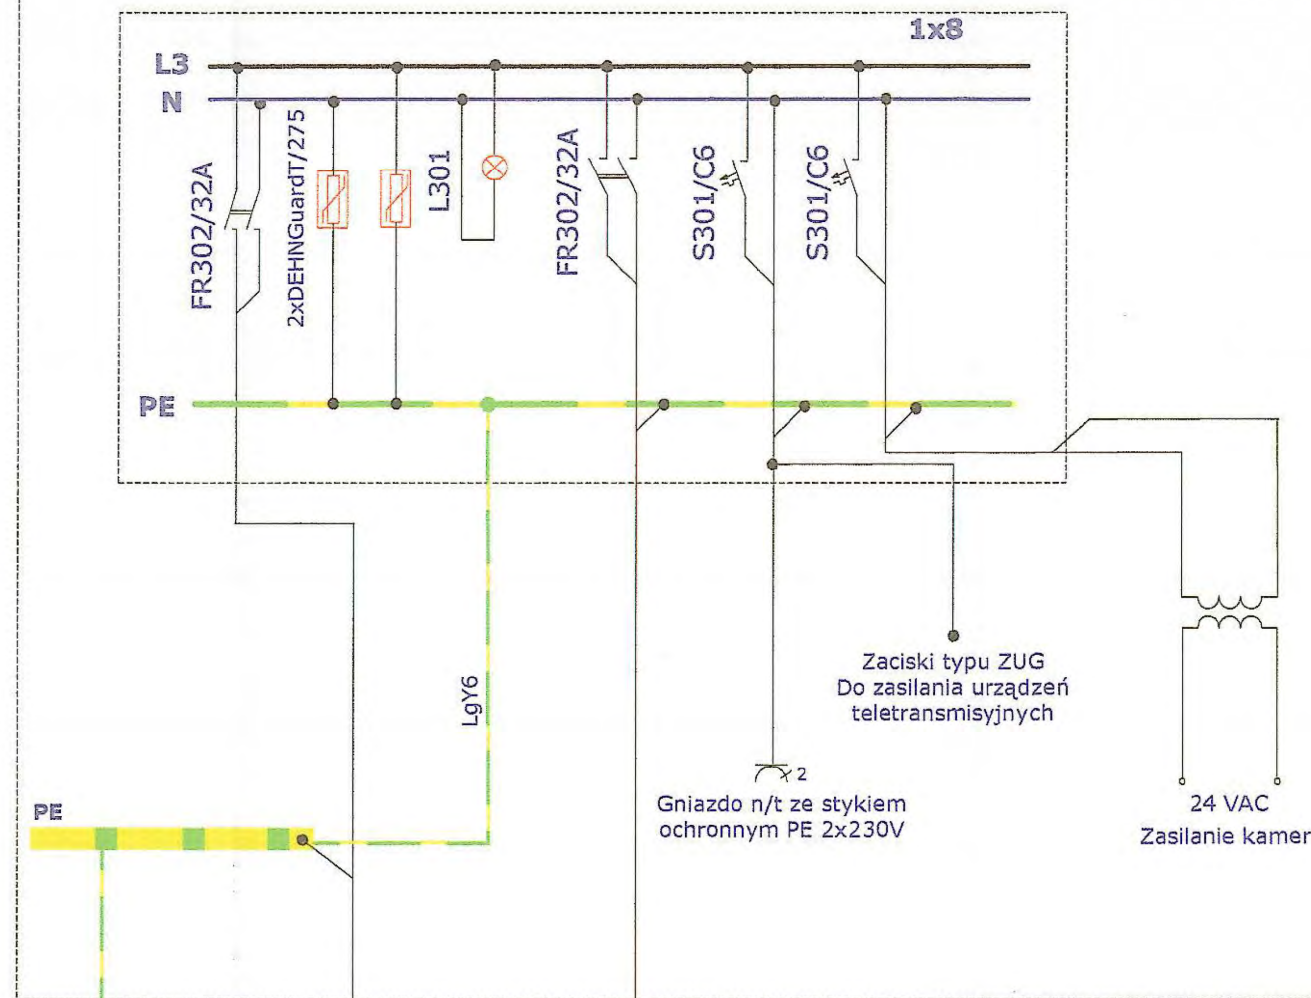 1x8
L3
N
FR302/32A
2xDEHNGuardT/275
L301
FR302/32A
S301/C6
S301/C6
PE
LgY6
Zaciski typu ZUG
Do zasilania urządzeń
teletransmisyjnych
2
Gniazdo n/t ze stykiem
ochronnym PE 2x230V
24 VAC
Zasilanie kamer
PE